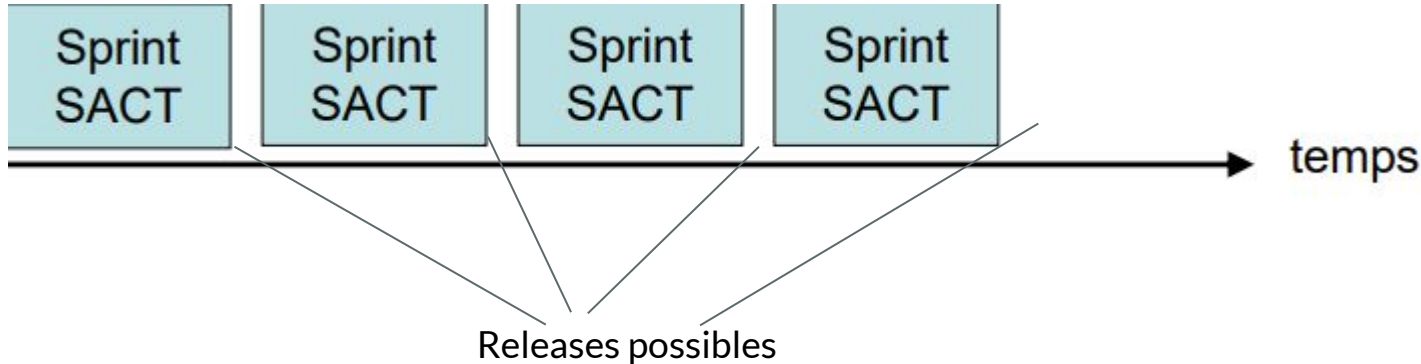 Sprint
SACT
Sprint
SACT
Sprint
SACT
Sprint
SACT
temps
Releases possibles